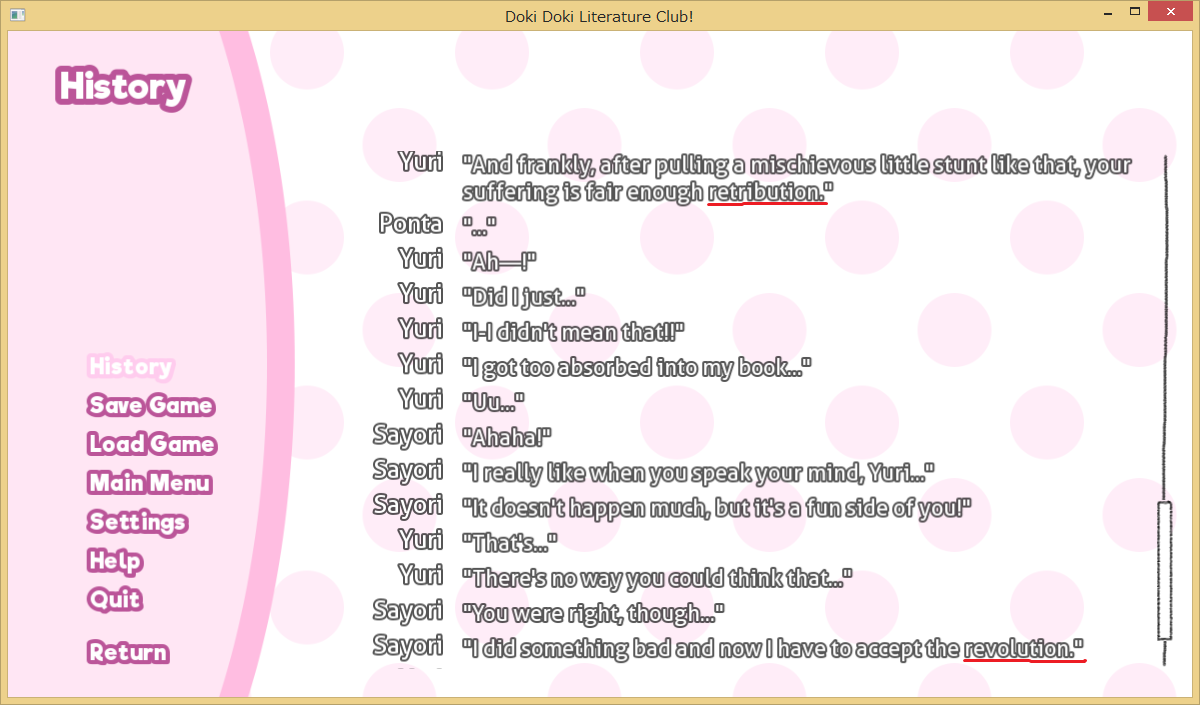 Doki Doki Literature Club!
History
Yuri "And frankly, after pulling a mischievous little stunt like that, your
suffering is fair enough retribution."
Ponta "..."
Yuri "Ah—!"
Yuri "Did I just..."
Yuri "I-I didn't mean that!!"
Yuri "I got too absorbed into my book..."
Yuri "Uu..."
Sayori "Ahaha!"
Sayori "I really like when you speak your mind, Yuri..."
Sayori "It doesn't happen much, but it's a fun side of you!"
Yuri "That's..."
Yuri "There's no way you could think that..."
Sayori "You were right, though..."
Sayori "I did something bad and now I have to accept the revolution."
History
Save Game
Load Game
Main Menu
Settings
Help
Quit
Return